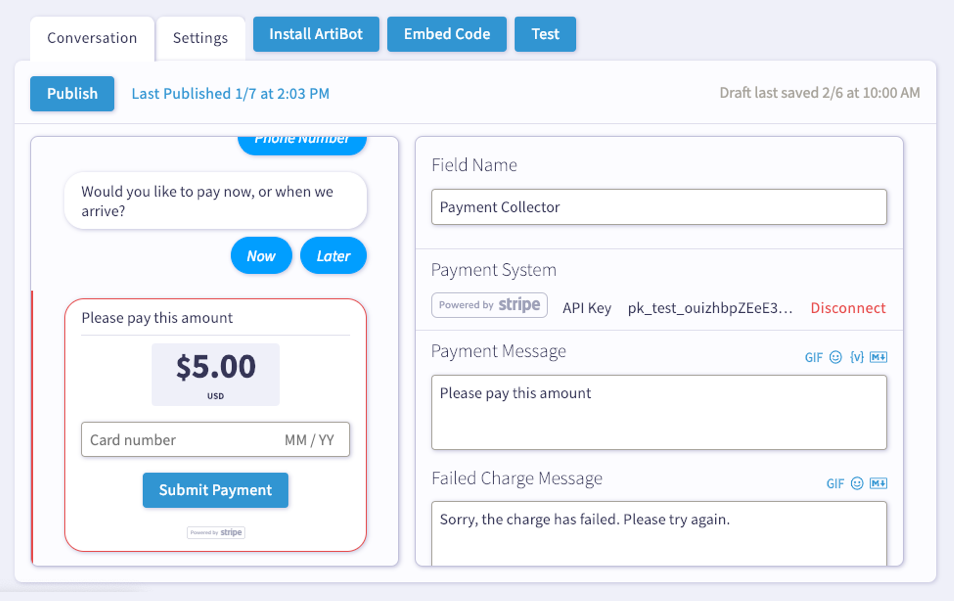 Conversation
Settings
Install ArtiBot
Embed Code
Test
Publish
Last Published 1/7 at 2:03 PM
Draft last saved 2/6 at 10:00 AM
Phone Number
Would you like to pay now, or when we
arrive?
Now
Later
Please pay this amount
$5.00
USD
Card number
MM / YY
Submit Payment
Powered by stripe
Field Name
Payment Collector
Payment System
Powered by stripe
API Key
pk_test_ouizhbpZEeE3...
Disconnect
Payment Message
GIF {v} M↓
Please pay this amount
Failed Charge Message
GIF M↓
Sorry, the charge has failed. Please try again.